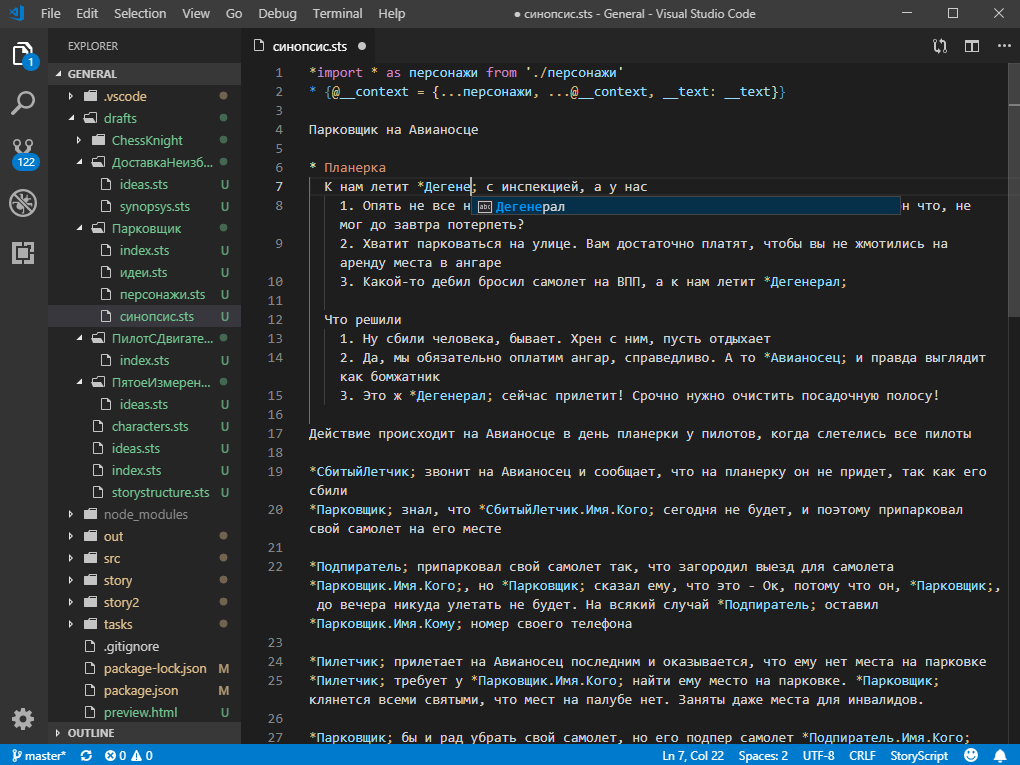 File Edit Selection View Go Debug Terminal Help
● синопсис.sts - General - Visual Studio Code
EXPLORER
GENERAL
.vscode
drafts
ChessKnight
ДоставкаНеизб...
ideas.sts U
synopsys.sts U
Парковщик
index.sts U
идеи.sts U
персонажи.sts U
синопсис.sts U
ПилотСДвигате...
index.sts U
ПятоеИзмерен...
ideas.sts U
characters.sts U
ideas.sts U
index.sts U
storystructure.sts U
node_modules
out
src
story
story2
tasks
.gitignore
package-lock.json M
package.json M
preview.html U
OUTLINE
1
122
синопсис.sts ●
1 *import * as персонажи from './персонажи'
2 * {@__context = {...персонажи, ...@__context, __text: __text}}
3
4 Парковщик на Авианосце
5
6 * Планерка
7 К нам летит *Дегене; с инспекцией, а у нас
8 1. Опять не все н
abc Дегенерал
н что, не
мог до завтра потерпеть?
9 2. Хватит парковаться на улице. Вам достаточно платят, чтобы вы не жмотились на
аренду места в ангаре
10 3. Какой-то дебил бросил самолет на ВПП, а к нам летит *Дегенерал;
11
12 Что решили
13 1. Ну сбили человека, бывает. Хрен с ним, пусть отдыхает
14 2. Да, мы обязательно оплатим ангар, справедливо. А то *Авианосец; и правда выглядит
как бомжатник
15 3. Это ж *Дегенерал; сейчас прилетит! Срочно нужно очистить посадочную полосу!
16
17 Действие происходит на Авианосце в день планерки у пилотов, когда слетелись все пилоты
18
19 *СбитыйЛетчик; звонит на Авианосец и сообщает, что на планерку он не придет, так как его
сбили
20 *Парковщик; знал, что *СбитыйЛетчик.Имя.Кого; сегодня не будет, и поэтому припарковал
свой самолет на его месте
21
22 *Подпиратель; припарковал свой самолет так, что загородил выезд для самолета
*Парковщик.Имя.Кого;, но *Парковщик; сказал ему, что это - Ок, потому что он, *Парковщик;,
до вечера никуда улетать не будет. На всякий случай *Подпиратель; оставил
*Парковщик.Имя.Кому; номер своего телефона
23
24 *Пилетчик; прилетает на Авианосец последним и оказывается, что ему нет места на парковке
25 *Пилетчик; требует у *Парковщик.Имя.Кого; найти ему место на парковке. *Парковщик;
клянется всеми святыми, что мест на палубе нет. Заняты даже места для инвалидов.
26
27 *Парковщик; бы и рад убрать свой самолет, но его подпер самолет *Подпиратель.Имя.Кого;
master* 0 0 Ln 7, Col 22 Spaces: 2 UTF-8 CRLF StoryScript